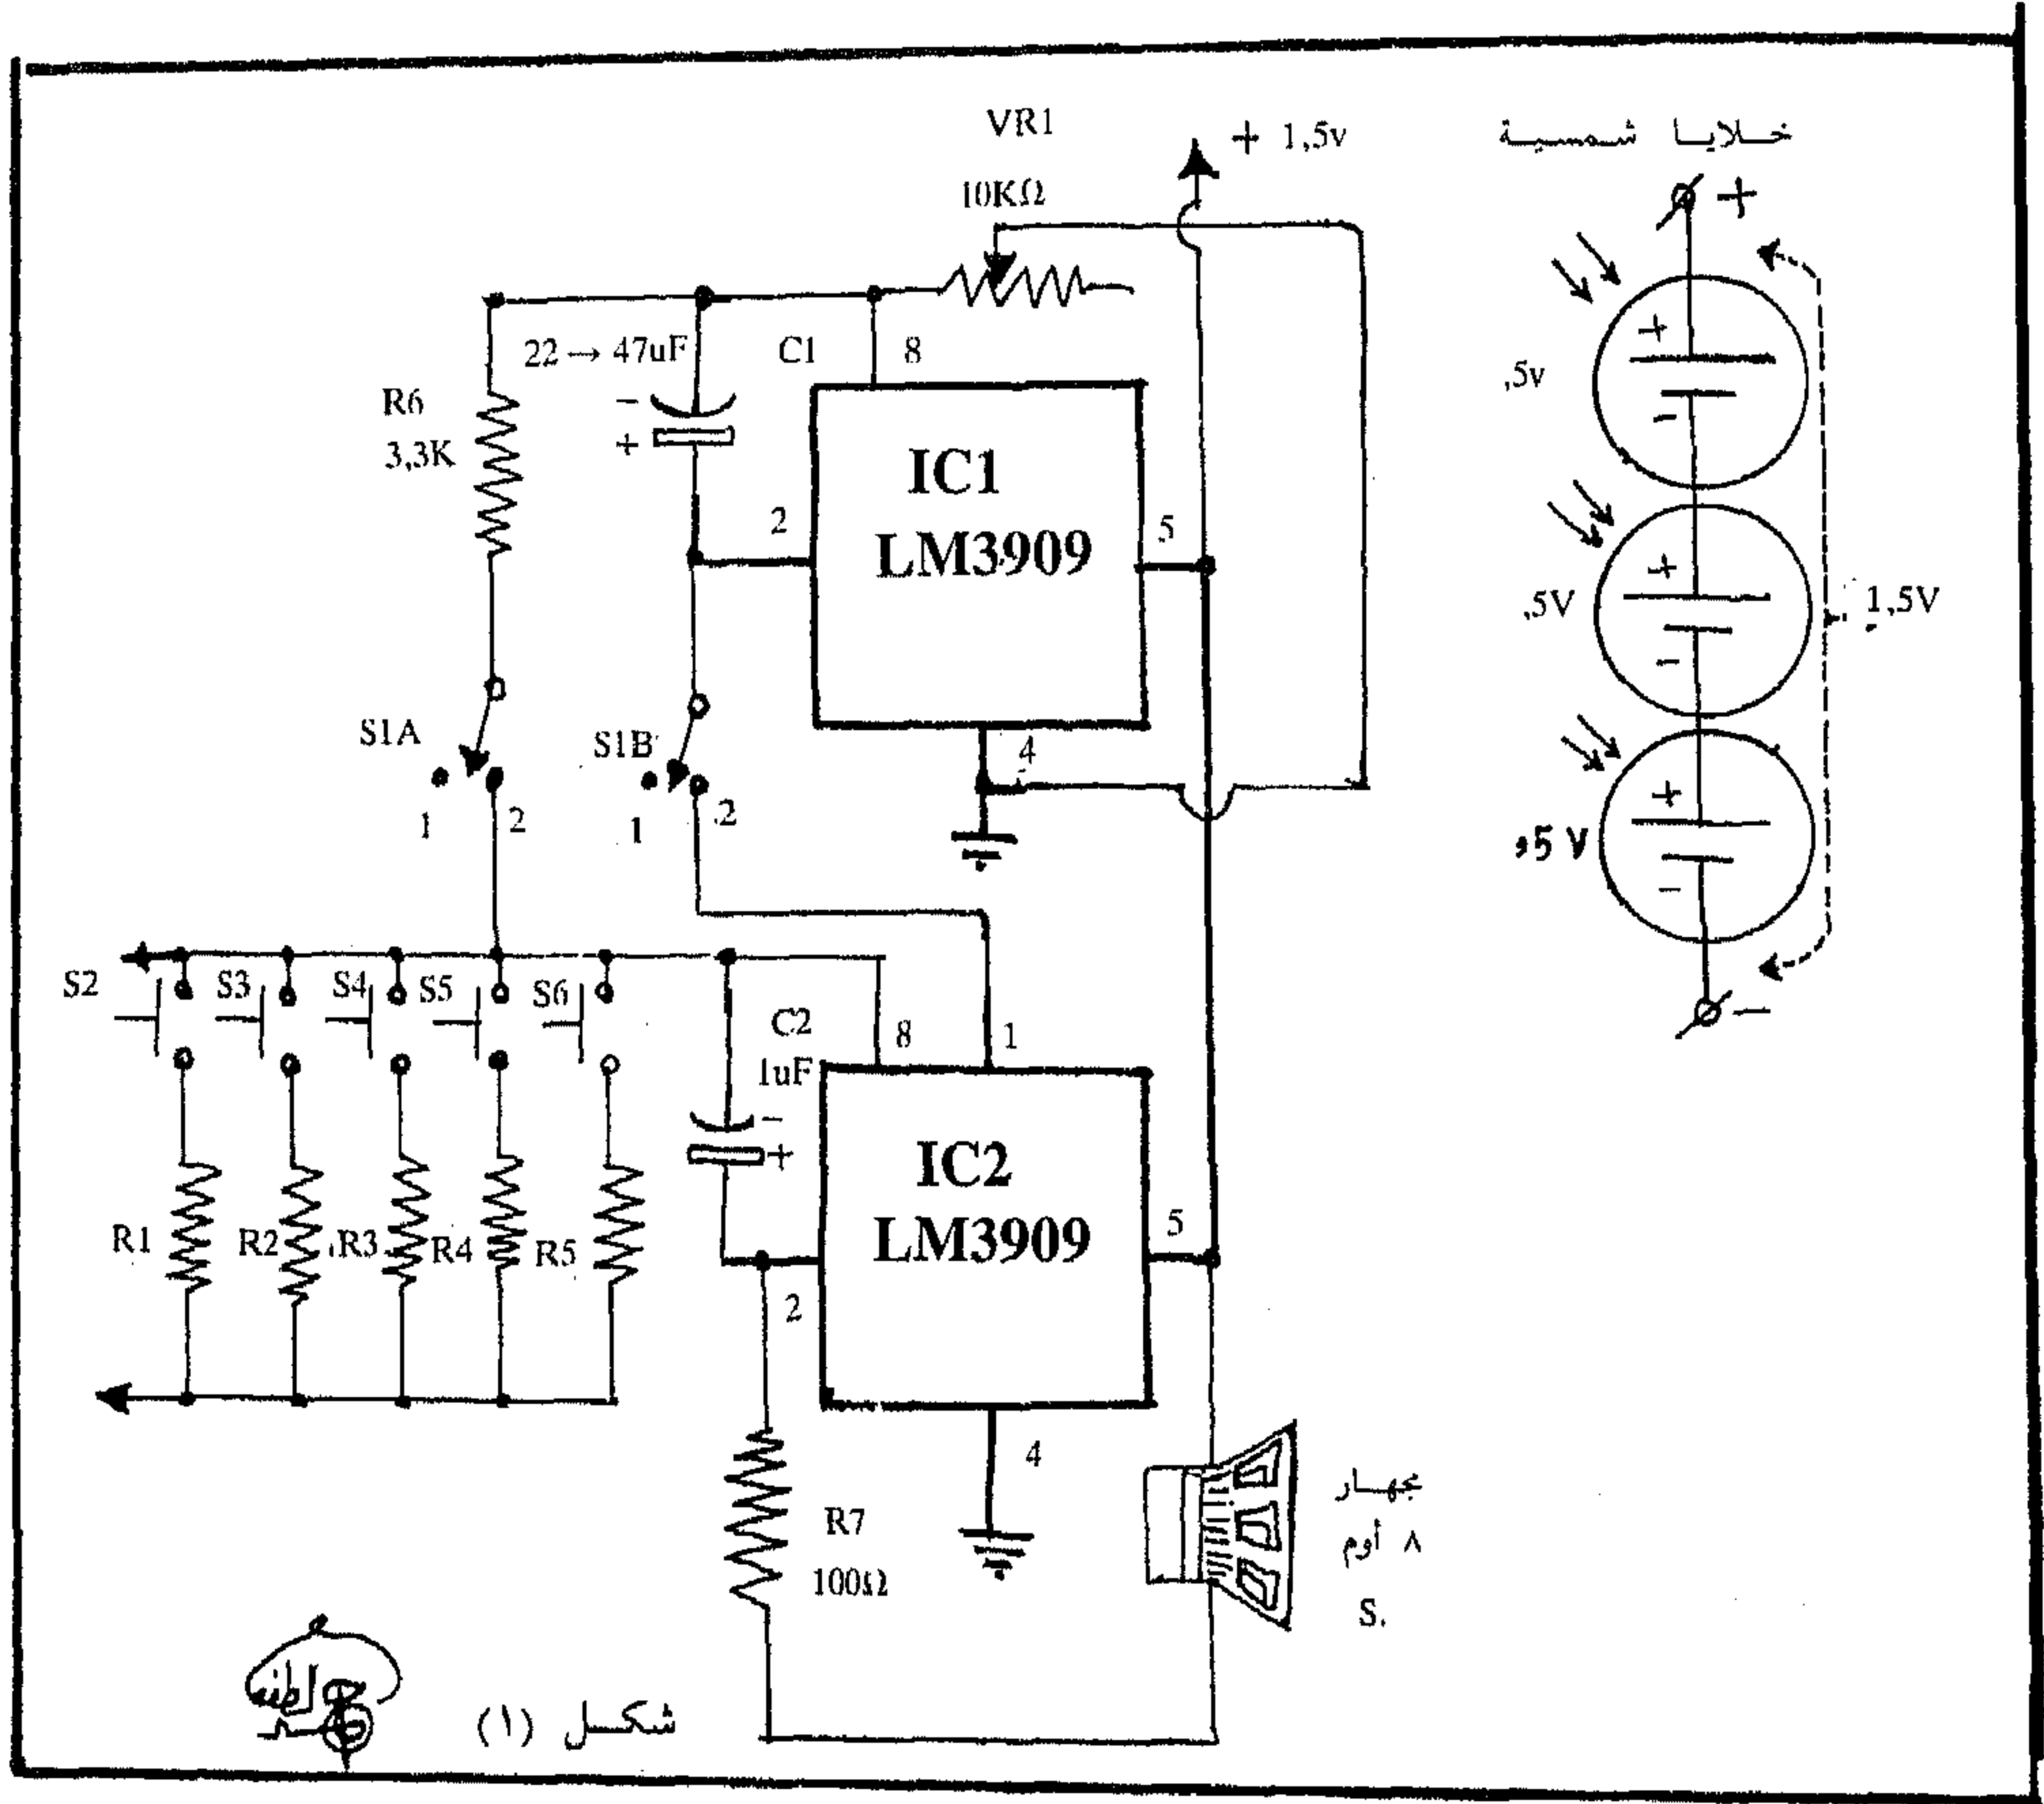 VR1
10KΩ
+ 1,5v
خلايا شمسية
+
22 → 47uF
C1
8
R6
3,3K
-
+
IC1
LM3909
2
5
4
S1A
1
2
S1B
1
2
,5v
+
-
,5V
+
-
1,5V
,5 V
+
-
-
S2
S3
S4
S5
S6
C2
1uF
-
+
8
1
IC2
LM3909
2
5
4
R1
R2
R3
R4
R5
R7
100Ω
مجهار
٨ أوم
S.
شكل (١)